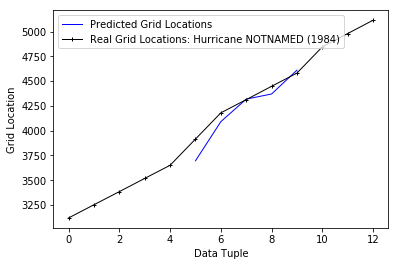 Predicted Grid Locations
Real Grid Locations: Hurricane NOTNAMED (1984)
5000
4750
4500
4250
4000
3750
3500
3250
Grid Location
0 2 4 6 8 10 12
Data Tuple